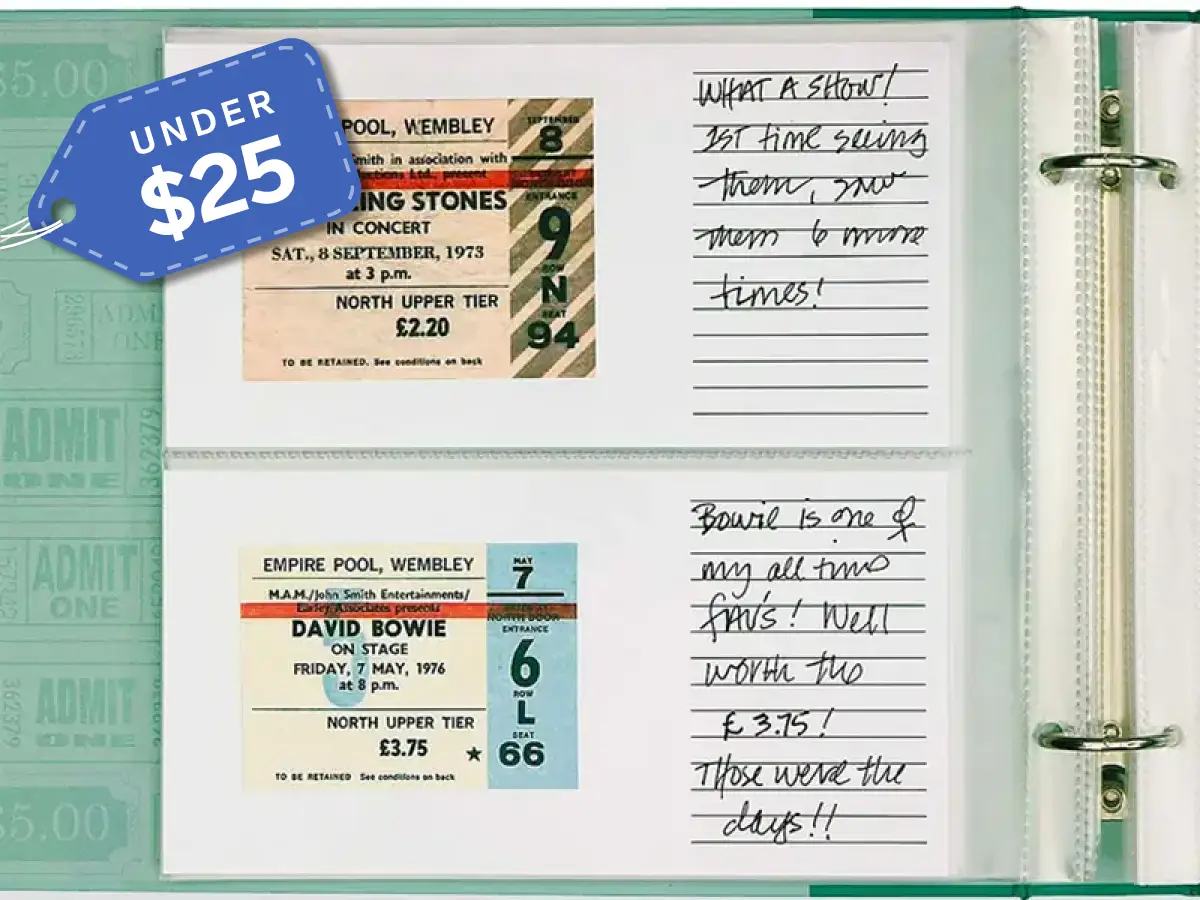 UNDER
$25
POOL, WEMBLEY
mith in association with
ctions Ltd., present
ING STONES
IN CONCERT
SAT., 8 SEPTEMBER, 1973
at 3 p.m.
NORTH UPPER TIER
£2.20
TO BE RETAINED. See conditions on back
SEPTEMBER
8
ENTRANCE
9
ROW
N
SEAT
94
WHAT A SHOW!
1ST time seeing
them, saw
them 6 more
times!
EMPIRE POOL, WEMBLEY
M.A.M./John Smith Entertainments/
Earley Associates presents
DAVID BOWIE
ON STAGE
FRIDAY, 7 MAY, 1976
at 8 p.m.
NORTH UPPER TIER
£3.75
TO BE RETAINED See conditions on back
MAY
7
NORTH DOOR
ENTRANCE
6
ROW
L
SEAT
66
Bowie is one of
my all time
FAV'S! Well
worth the
£3.75!
Those were the
days!!
$5.00
ADMIT
ONE
296573
ADMIT
ONE
362379
ADMIT
ONE
ADMIT
ONE
362379
$5.00